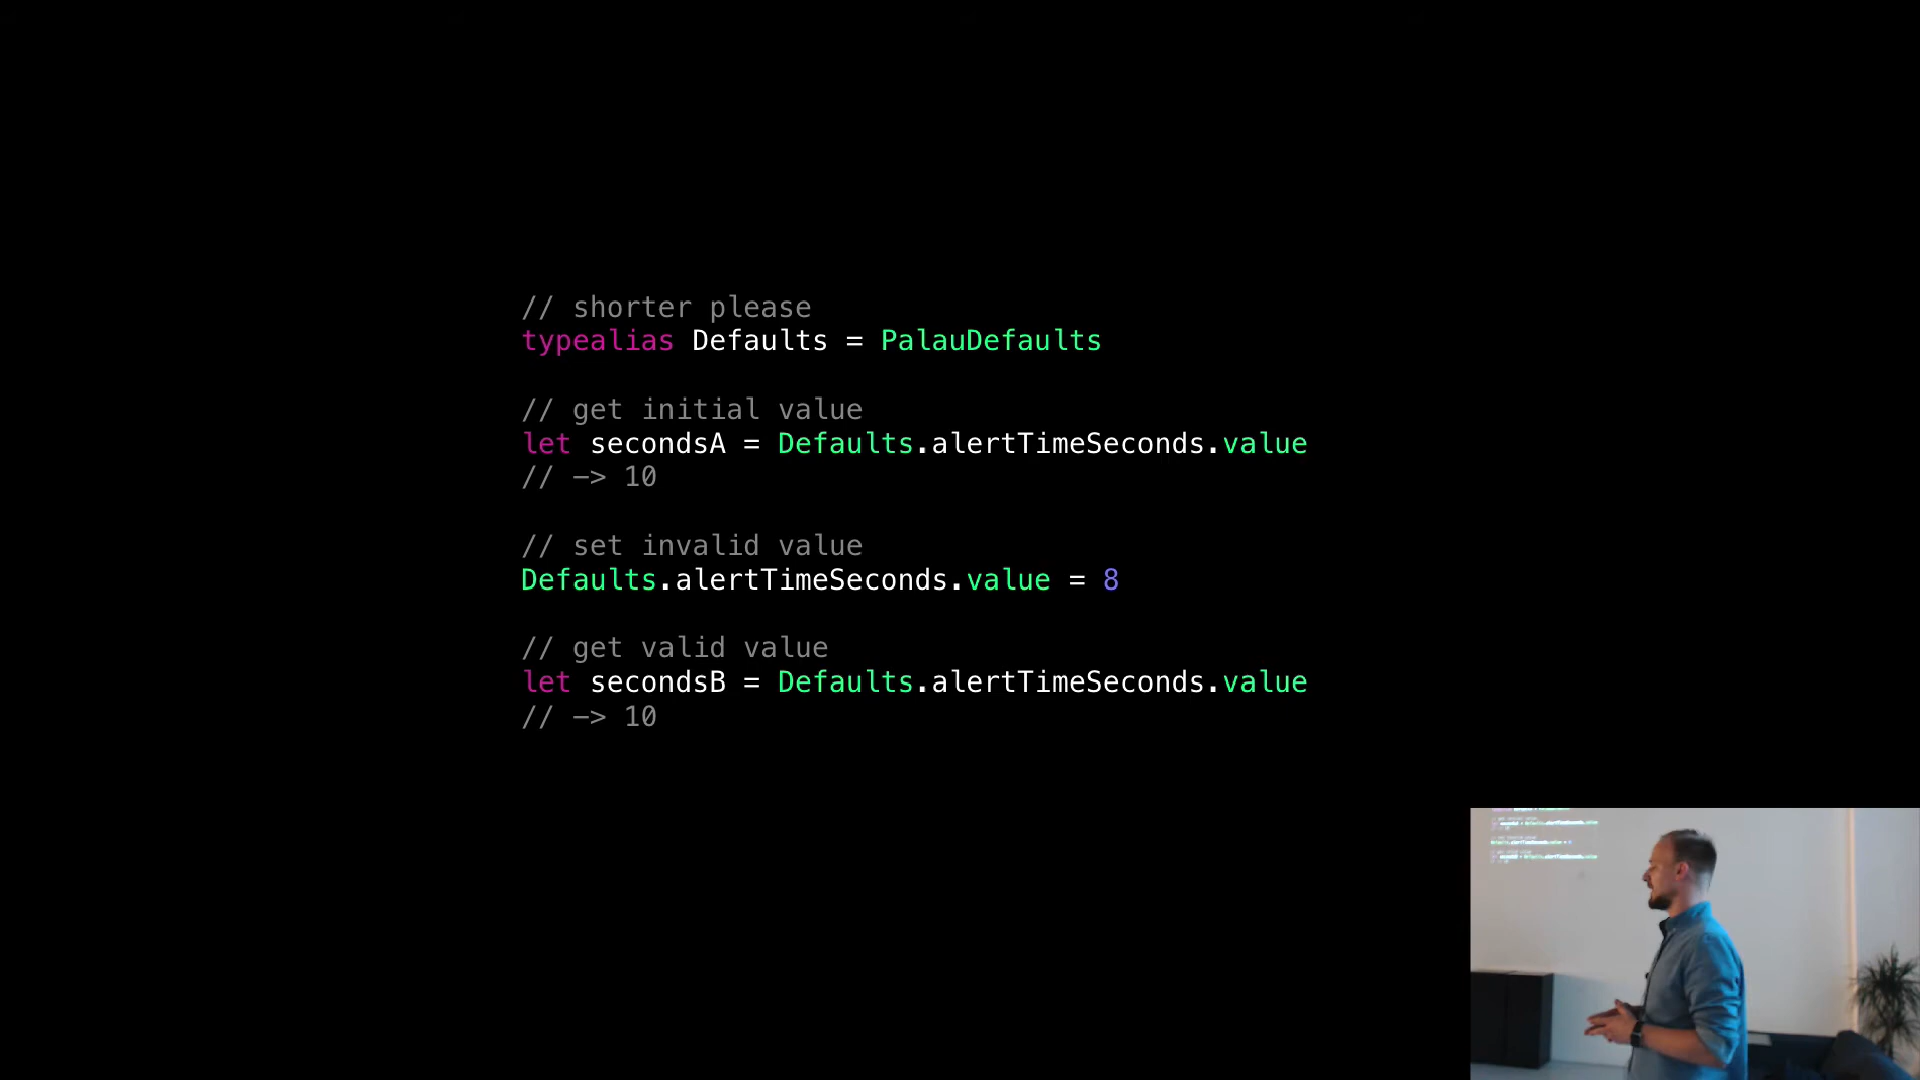 // shorter please
typealias Defaults = PalauDefaults
// get initial value
let secondsA = Defaults.alertTimeSeconds.value
// —> 10
// set invalid value
Defaults.alertTimeSeconds.value = 8
// get valid value
let secondsB = Defaults.alertTimeSeconds.value
// —> 10